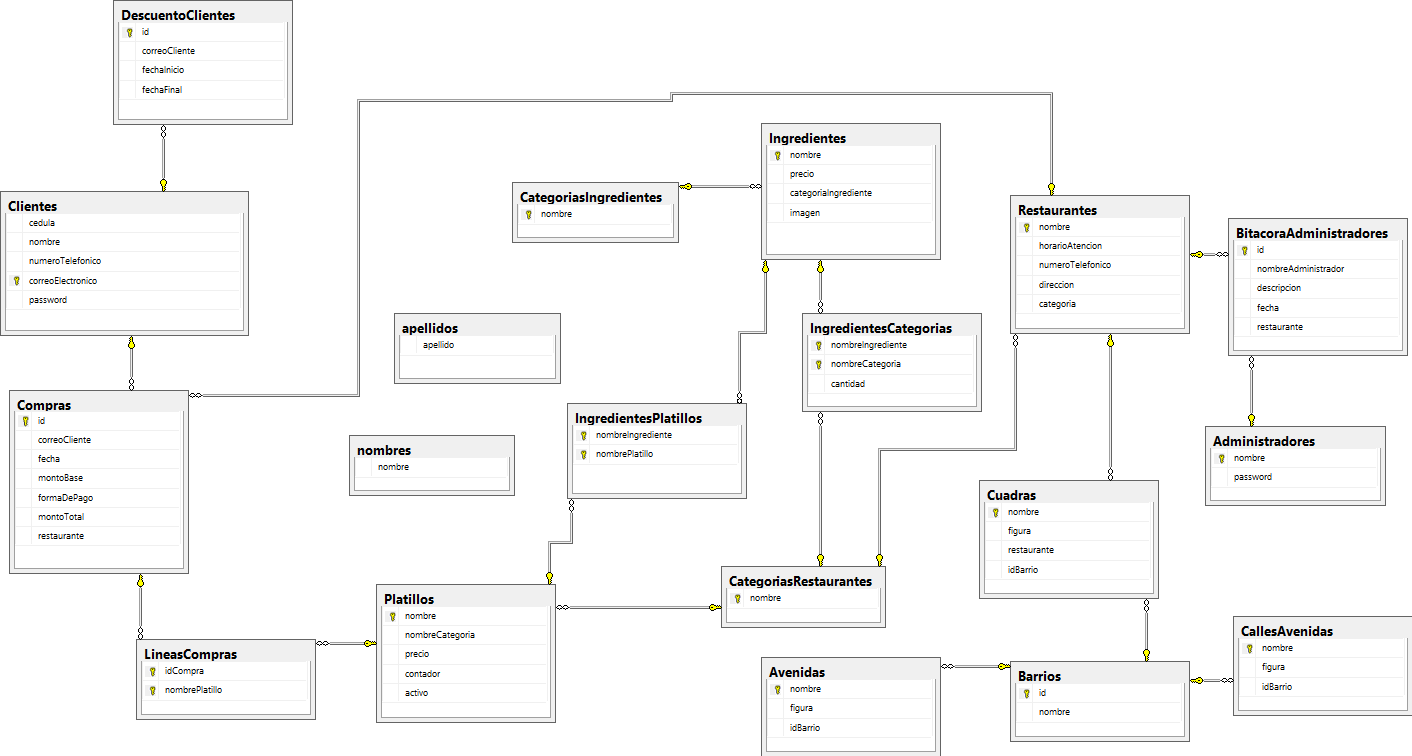 DescuentoClientes
id
correoCliente
fechaInicio
fechaFinal
Clientes
cedula
nombre
numeroTelefonico
correoElectronico
password
Compras
id
correoCliente
fecha
montoBase
formaDePago
montoTotal
restaurante
LineasCompras
idCompra
nombrePlatillo
apellidos
apellido
nombres
nombre
Platillos
nombre
nombreCategoria
precio
contador
activo
CategoriasIngredientes
nombre
Ingredientes
nombre
precio
categoriaIngrediente
imagen
IngredientesCategorias
nombreIngrediente
nombreCategoria
cantidad
IngredientesPlatillos
nombreIngrediente
nombrePlatillo
CategoriasRestaurantes
nombre
Avenidas
nombre
figura
idBarrio
Restaurantes
nombre
horarioAtencion
numeroTelefonico
direccion
categoria
BitacoraAdministradores
id
nombreAdministrador
descripcion
fecha
restaurante
Administradores
nombre
password
Cuadras
nombre
figura
restaurante
idBarrio
Barrios
id
nombre
CallesAvenidas
nombre
figura
idBarrio